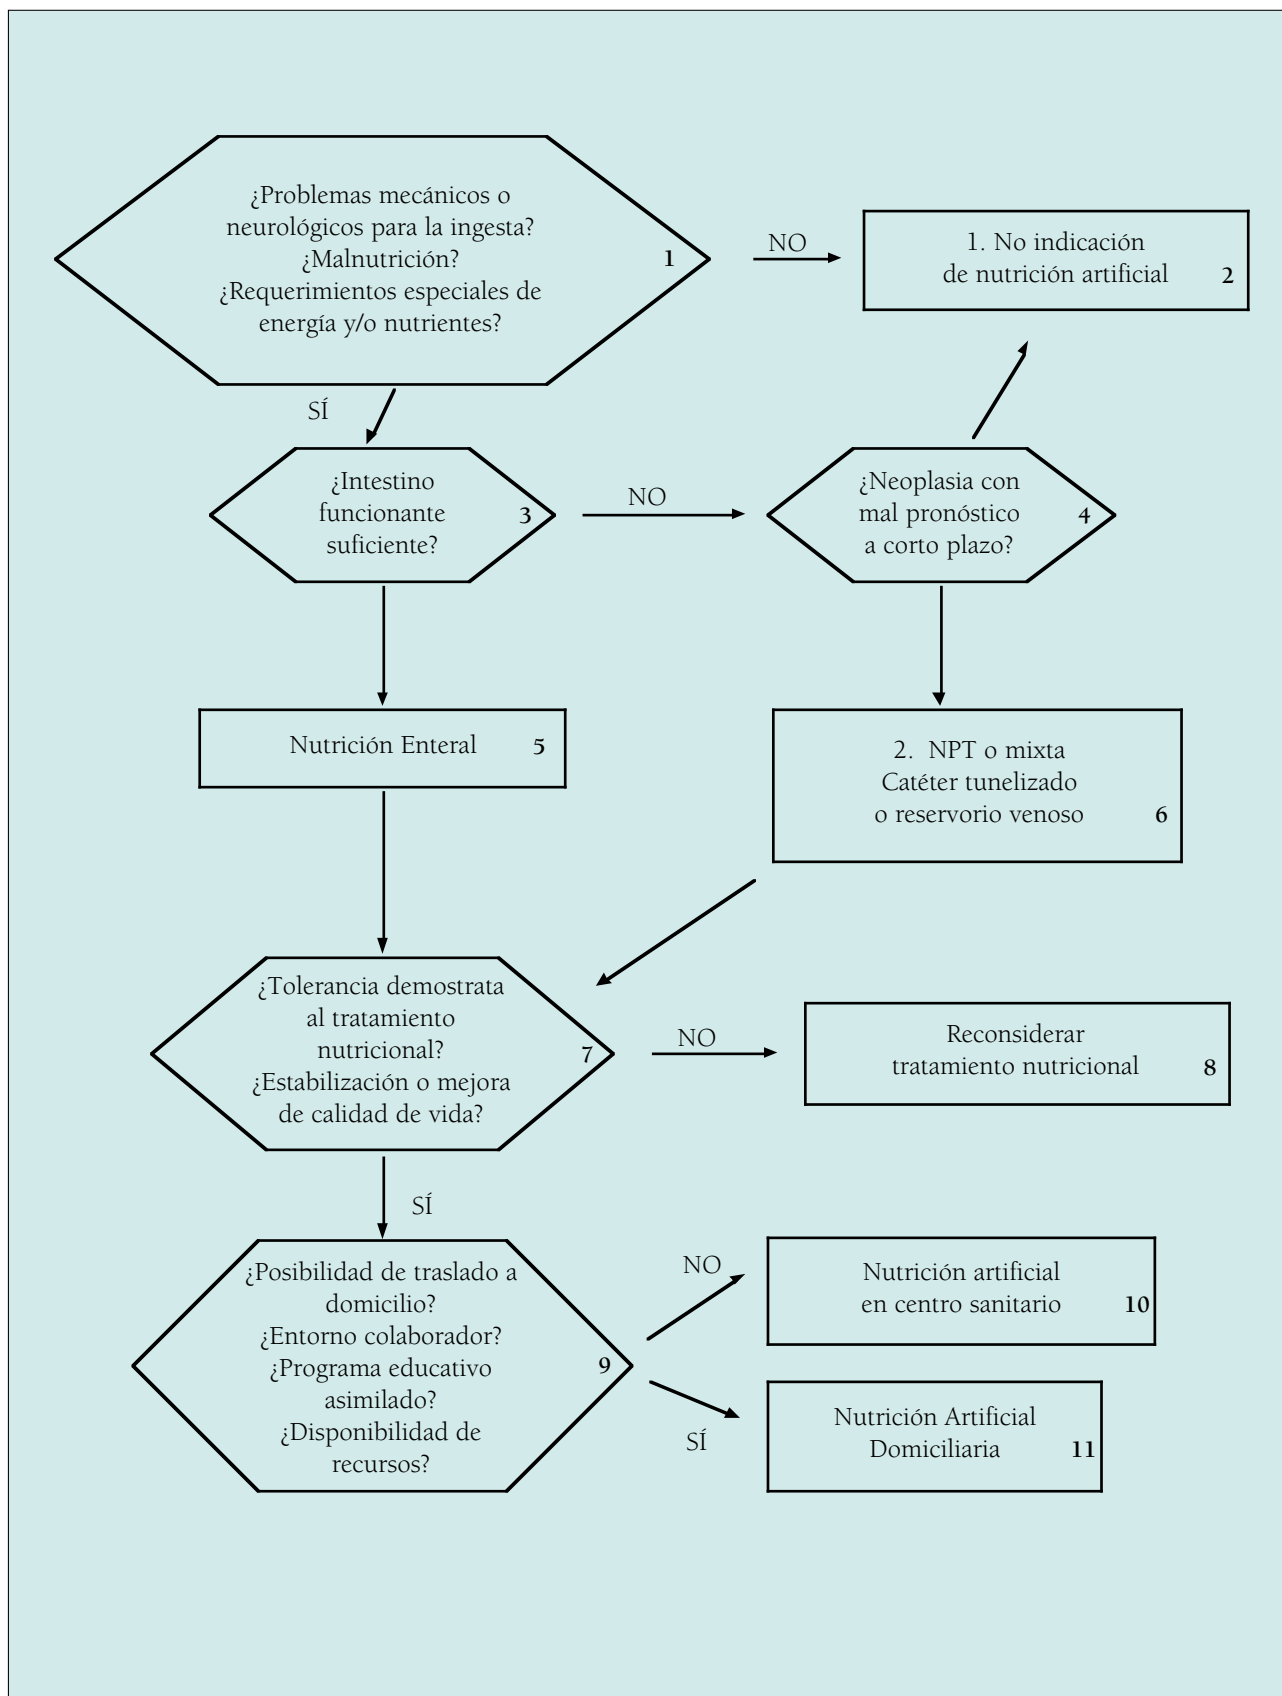 ¿Problemas mecánicos o
neurológicos para la ingesta?
¿Malnutrición?
¿Requerimientos especiales de
energía y/o nutrientes?
1
NO
1. No indicación
de nutrición artificial
2
SÍ
¿Intestino
funcionante
suficiente?
3
NO
¿Neoplasia con
mal pronóstico
a corto plazo?
4
Nutrición Enteral
5
2. NPT o mixta
Catéter tunelizado
o reservorio venoso
6
¿Tolerancia demostrata
al tratamiento
nutricional?
¿Estabilización o mejora
de calidad de vida?
7
NO
Reconsiderar
tratamiento nutricional
8
SÍ
¿Posibilidad de traslado a
domicilio?
¿Entorno colaborador?
¿Programa educativo
asimilado?
¿Disponibilidad de
recursos?
9
NO
Nutrición artificial
en centro sanitario
10
SÍ
Nutrición Artificial
Domiciliaria
11